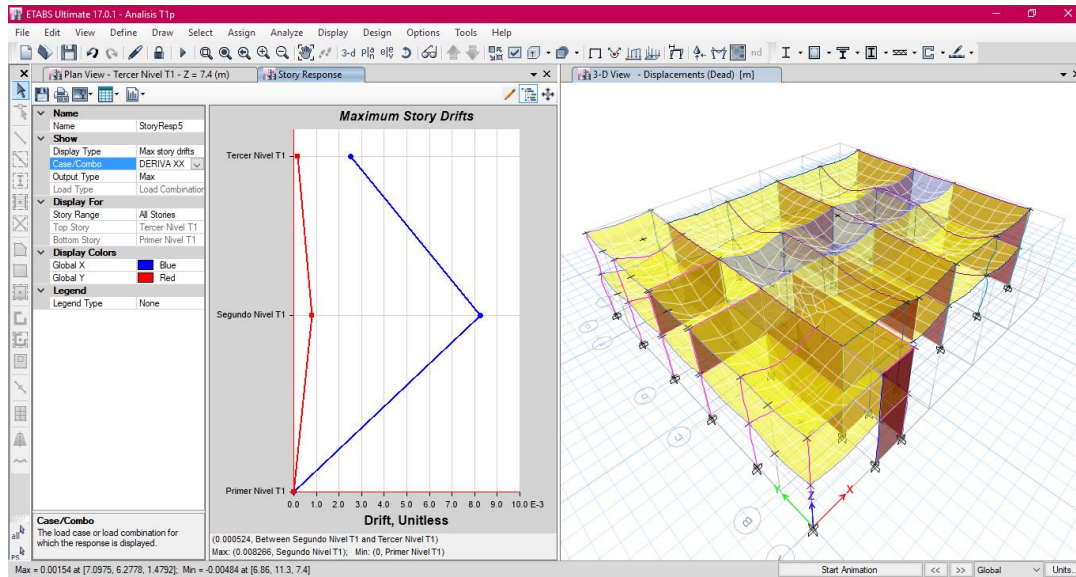 ETABS Ultimate 17.0.1 - Analisis T1p
File Edit View Define Draw Select Assign Analyze Display Design Options Tools Help
3-d
nd
Plan View - Tercer Nivel T1 - Z = 7.4 (m)
Story Response
3-D View - Displacements (Dead) [m]
Name
Name StoryResp5
Show
Display Type Max story drifts
Case/Combo DERIVA XX
Output Type Max
Load Type Load Combination
Display For
Story Range All Stories
Top Story Tercer Nivel T1
Bottom Story Primer Nivel T1
Display Colors
Global X Blue
Global Y Red
Legend
Legend Type None
Case/Combo
The load case or load combination for
which the response is displayed.
Maximum Story Drifts
Tercer Nivel T1
Segundo Nivel T1
Primer Nivel T1
0.0 1.0 2.0 3.0 4.0 5.0 6.0 7.0 8.0 9.0 10.0 E-3
Drift, Unitless
(0.000524, Between Segundo Nivel T1 and Tercer Nivel T1)
Max: (0.008266, Segundo Nivel T1); Min: (0, Primer Nivel T1)
Y
Z
X
B
all
PS
Max = 0.00154 at [7.0975, 6.2778, 1.4792]; Min = -0.00484 at [6.86, 11.3, 7.4]
Start Animation << >> Global Units...